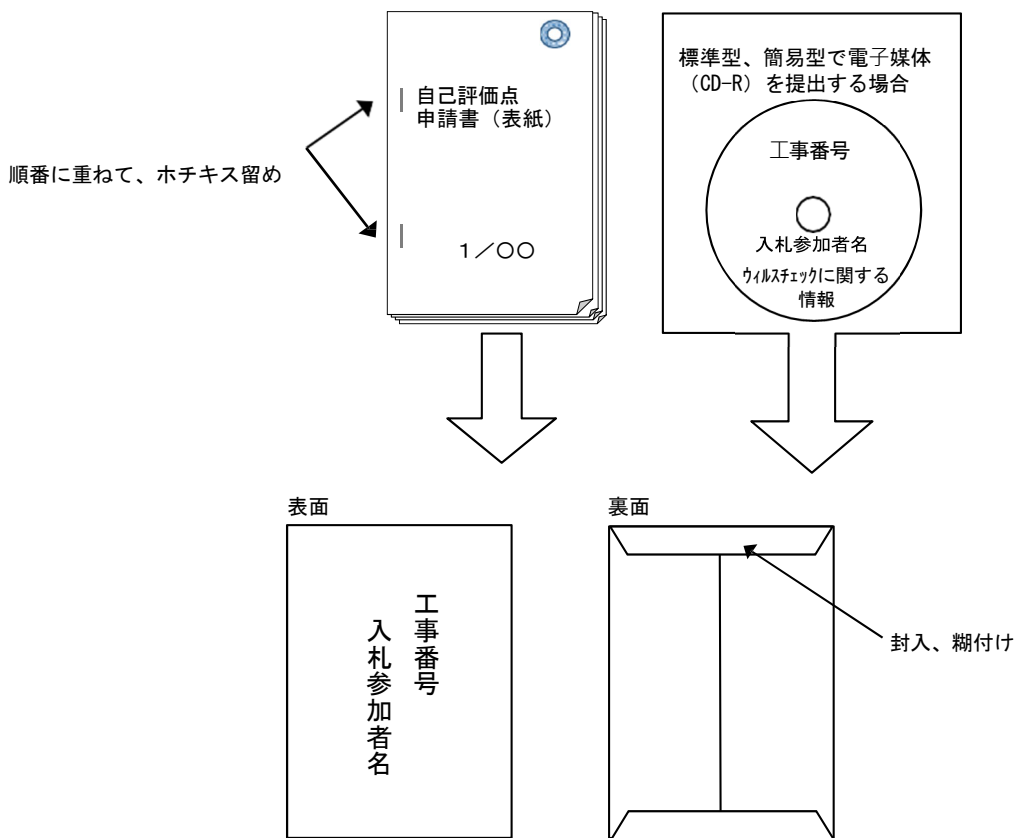 自己評価点
申請書（表紙）
順番に重ねて、ホチキス留め
１／〇〇
標準型、簡易型で電子媒体
（CD-R）を提出する場合
工事番号
入札参加者名
ウィルスチェックに関する
情報
表面
工事番号
入札参加者名
裏面
封入、糊付け